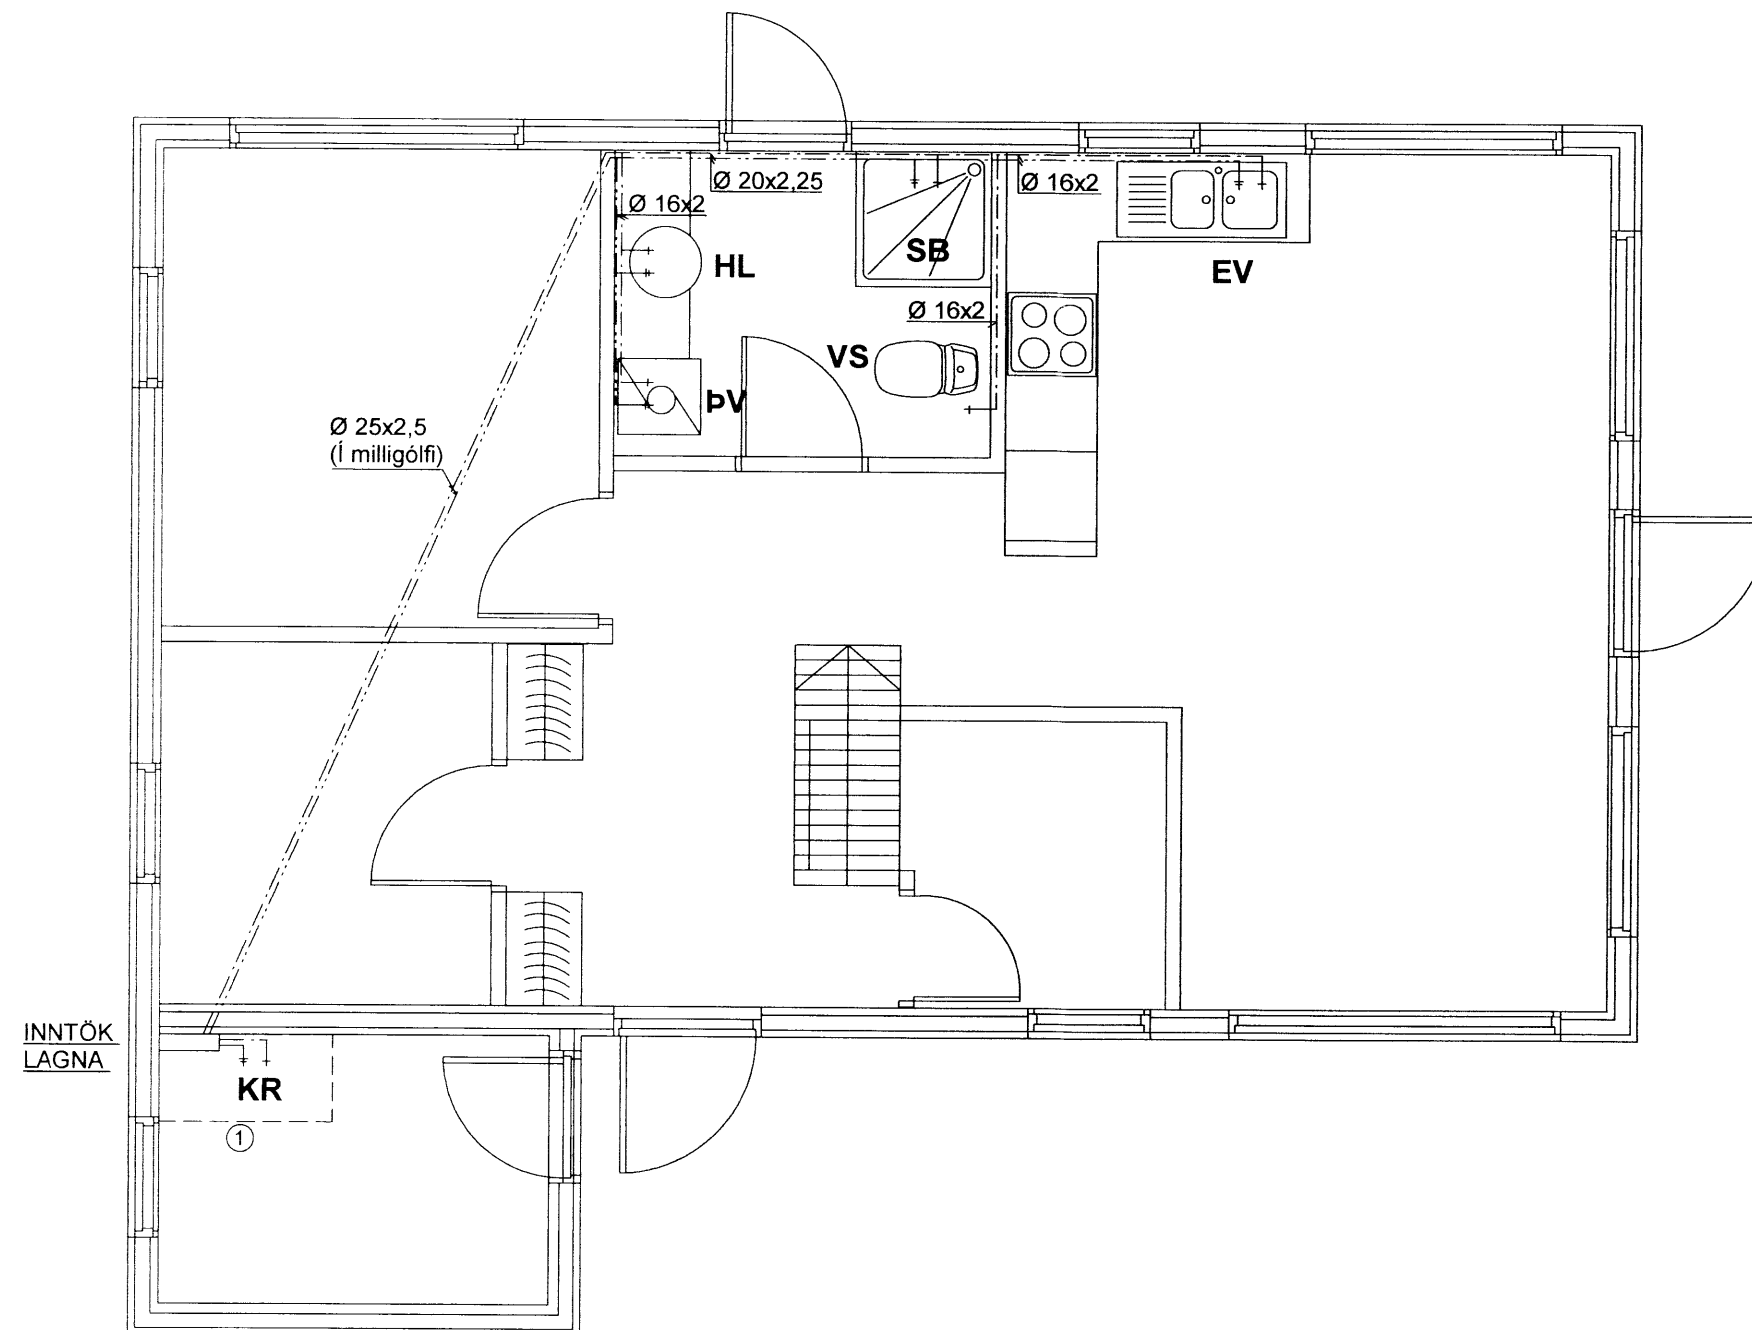 Ø 20x2,25
Ø 16x2
Ø 16x2
HL
SB
EV
Ø 16x2
VS
ÞV
Ø 25x2,5
(Í milligólfi)
INNTÖK
LAGNA
KR
1